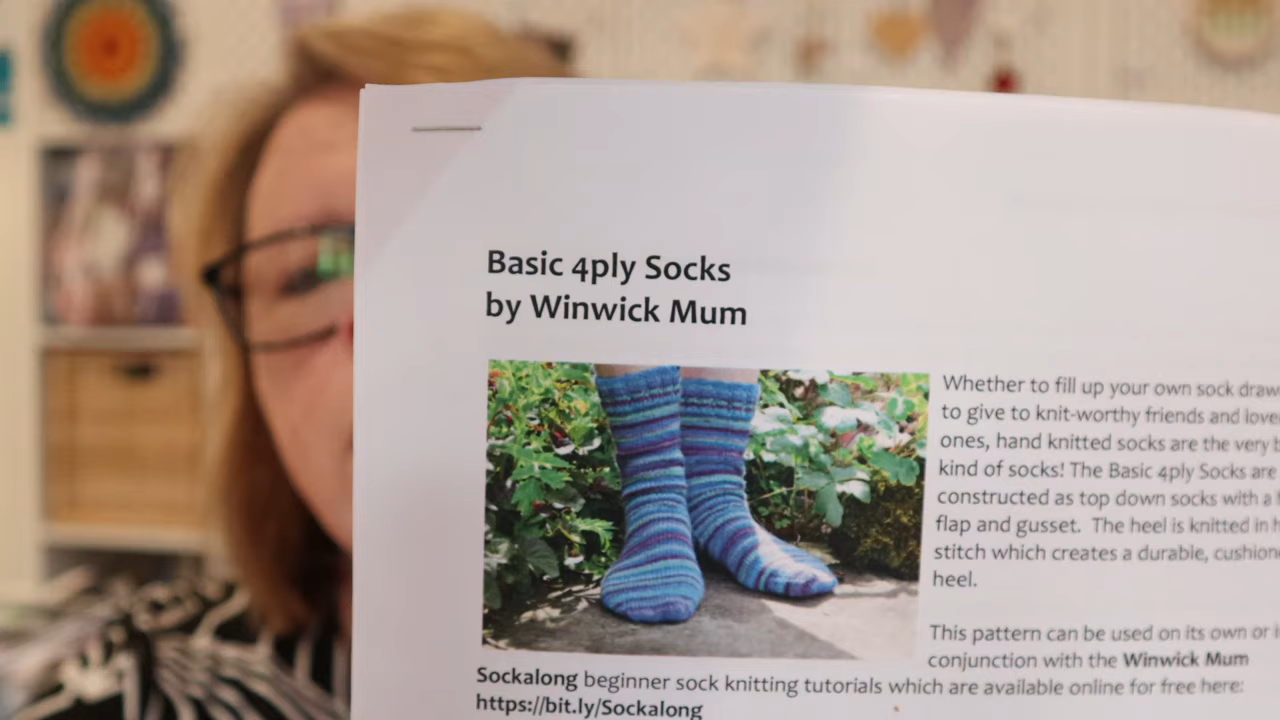 Basic 4ply Socks
by Winwick Mum
Whether to fill up your own sock
to give to knit-worthy friends and
ones, hand knitted socks are the very
kind of socks! The Basic 4ply Socks are
constructed as top down socks with a
flap and gusset. The heel is knitted in
stitch which creates a durable,
heel.
This pattern can be used on its own or
conjunction with the Winwick Mum
Sockalong beginner sock knitting tutorials which are available online for free here:
https://bit.ly/Sockalong